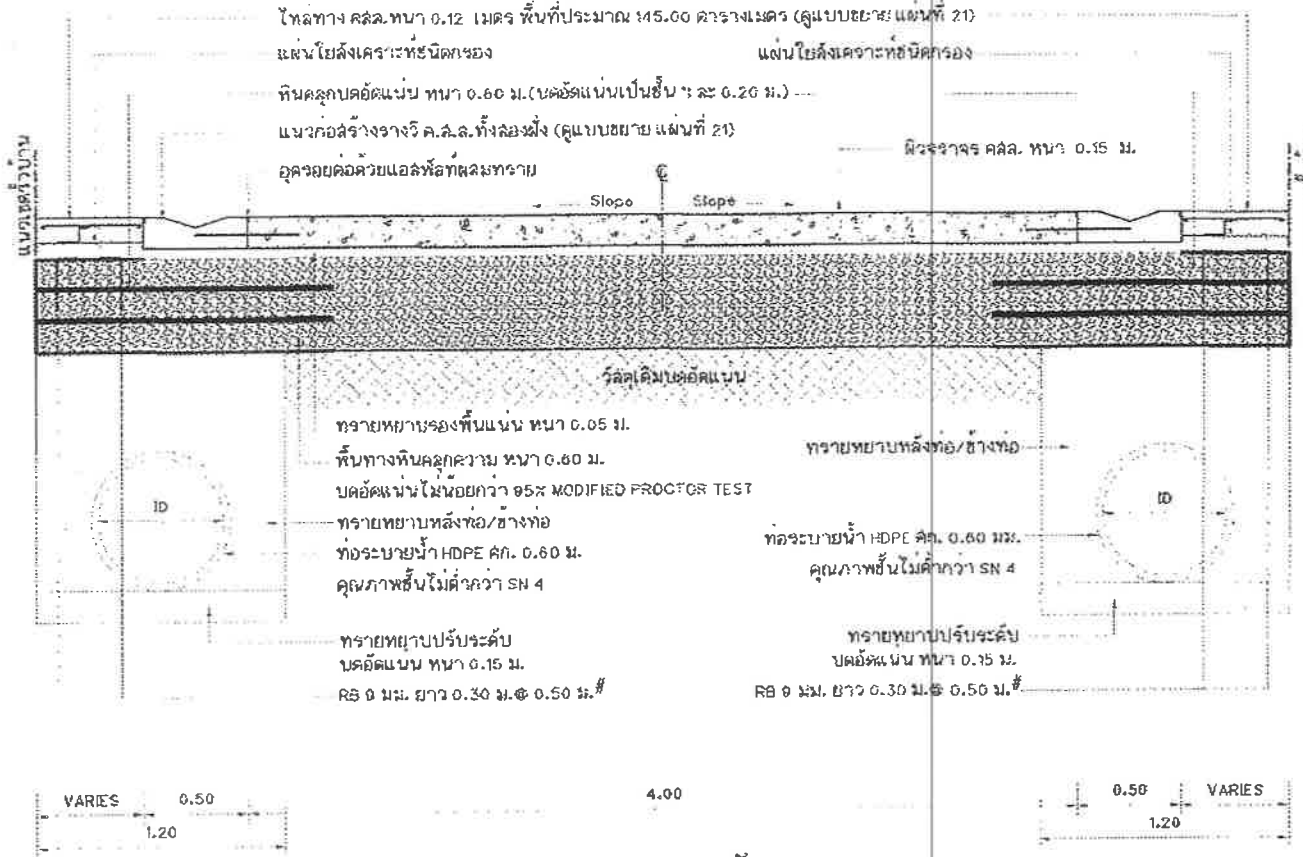 ไหล่ทาง คสล.หนา 0.12 เมตร พื้นที่ประมาณ 145.00 ตารางเมตร (ดูแบบขยาย แผ่นที่ 21)
แผ่นใยสังเคราะห์ชนิดกรอง
แผ่นใยสังเคราะห์ชนิดกรอง
หินคลุกบดอัดแน่น หนา 0.60 ม.(บดอัดแน่นเป็นชั้น ๆ ละ 0.20 ม.)
แนวก่อสร้างรางวี ค.ส.ล.ทั้งสองฝั่ง (ดูแบบขยาย แผ่นที่ 21)
ผิวจราจร คสล. หนา 0.15 ม.
อุดรอยต่อด้วยแอสฟัลท์ผสมทราย
แนวเขตรั้วบ้าน
Slope
Slope
วัสดุเดิมบดอัดแนน
ทรายหยาบรองพื้นแน่น หนา 0.05 ม.
ทรายหยาบหลังท่อ/ข้างท่อ
พื้นทางหินคลุกความ หนา 0.60 ม.
บดอัดแน่นไม่น้อยกว่า 95% MODIFIED PROCTOR TEST
ID
ID
ทรายหยาบหลังท่อ/ข้างท่อ
ท่อระบายน้ำ HDPE ศก. 0.60 ม.
ท่อระบายน้ำ HDPE ศก. 0.60 มม.
คุณภาพชั้นไม่ต่ำกว่า SN 4
คุณภาพชั้นไม่ต่ำกว่า SN 4
ทรายหยาบปรับระดับ
ทรายหยาบปรับระดับ
บดอัดแนน หนา 0.15 ม.
บดอัดแนน หนา 0.15 ม.
RB 9 มม. ยาว 0.30 ม.@ 0.50 ม.#
RB 9 มม. ยาว 0.30 ม.@ 0.50 ม.#
VARIES
0.50
4.00
0.50
VARIES
1.20
1.20